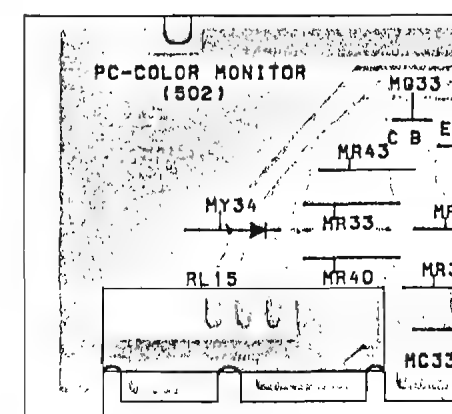 PC-COLOR MONITOR
(502)
MQ33
C B E
MR43
MY34
MR33
RL15
MR40
MC33